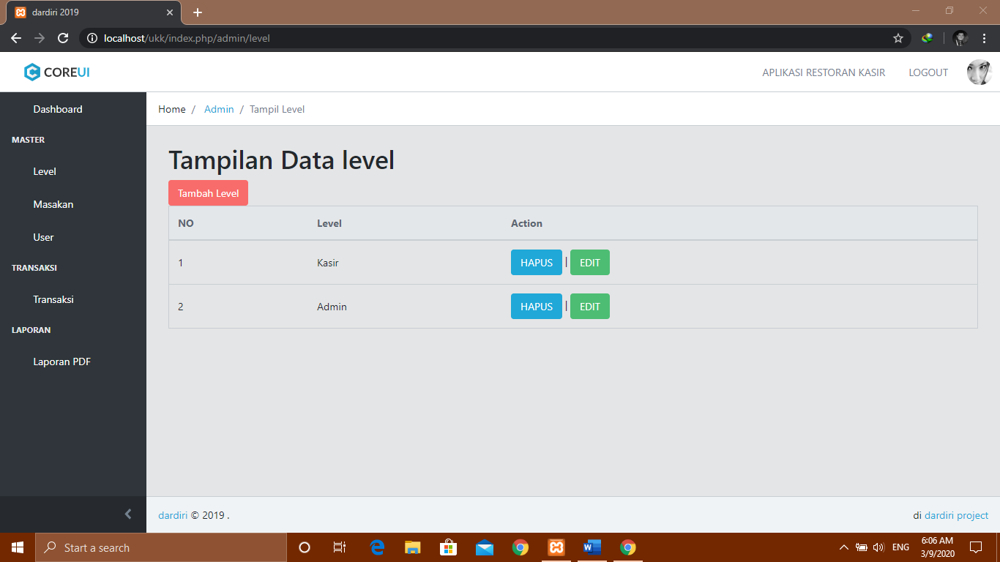 dardiri 2019
localhost/ukk/index.php/admin/level
COREUI
APLIKASI RESTORAN KASIR LOGOUT
Dashboard
MASTER
Level
Masakan
User
TRANSAKSI
Transaksi
LAPORAN
Laporan PDF
Home / Admin / Tampil Level
Tampilan Data level
Tambah Level
NO Level Action
1 Kasir HAPUS | EDIT
2 Admin HAPUS | EDIT
dardiri © 2019 .
di dardiri project
Start a search
ENG
6:06 AM
3/9/2020